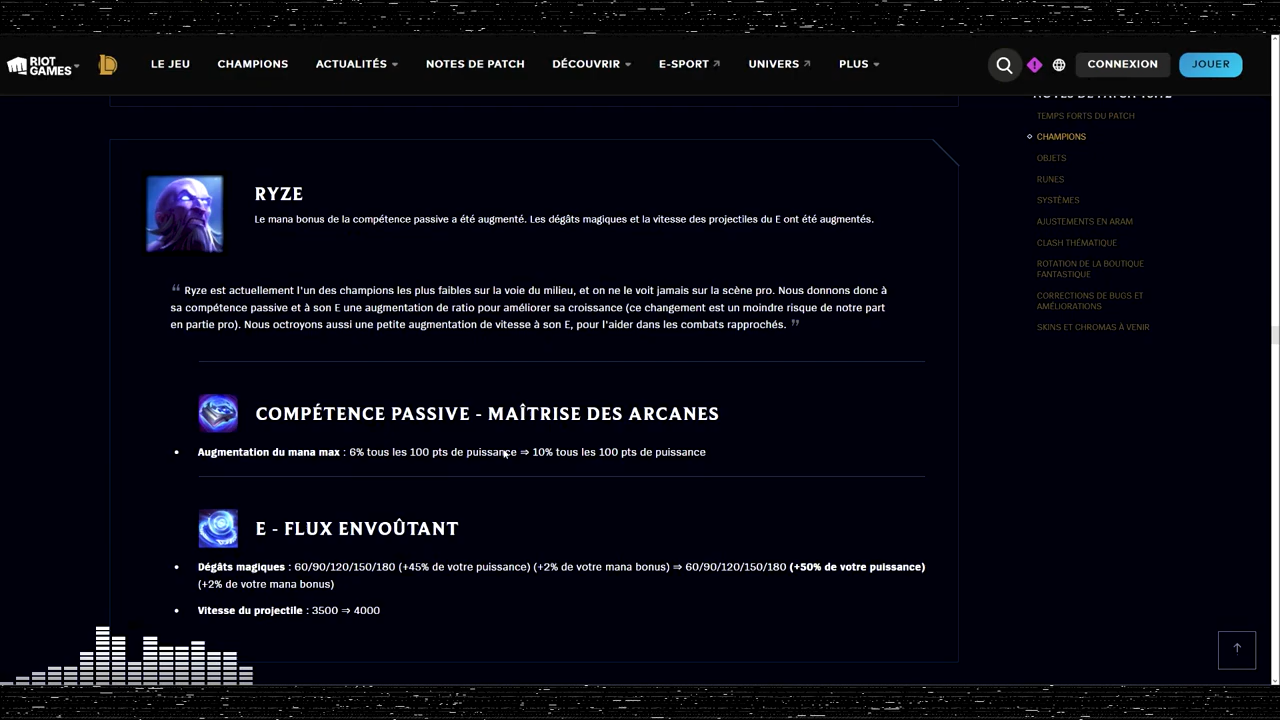 RIOT GAMES
LE JEU
CHAMPIONS
ACTUALITÉS
NOTES DE PATCH
DÉCOUVRIR
E-SPORT
UNIVERS
PLUS
CONNEXION
JOUER
TEMPS FORTS DU PATCH
CHAMPIONS
OBJETS
RUNES
SYSTÈMES
AJUSTEMENTS EN ARAM
CLASH THÉMATIQUE
ROTATION DE LA BOUTIQUE
FANTASTIQUE
CORRECTIONS DE BUGS ET
AMÉLIORATIONS
SKINS ET CHROMAS À VENIR
RYZE
Le mana bonus de la compétence passive a été augmenté. Les dégâts magiques et la vitesse des projectiles du E ont été augmentés.
“ Ryze est actuellement l'un des champions les plus faibles sur la voie du milieu, et on ne le voit jamais sur la scène pro. Nous donnons donc à
sa compétence passive et à son E une augmentation de ratio pour améliorer sa croissance (ce changement est un moindre risque de notre part
en partie pro). Nous octroyons aussi une petite augmentation de vitesse à son E, pour l'aider dans les combats rapprochés. ”
COMPÉTENCE PASSIVE - MAÎTRISE DES ARCANES
• Augmentation du mana max : 6% tous les 100 pts de puissance ⇒ 10% tous les 100 pts de puissance
E - FLUX ENVOÛTANT
• Dégâts magiques : 60/90/120/150/180 (+45% de votre puissance) (+2% de votre mana bonus) ⇒ 60/90/120/150/180 (+50% de votre puissance)
(+2% de votre mana bonus)
• Vitesse du projectile : 3500 ⇒ 4000